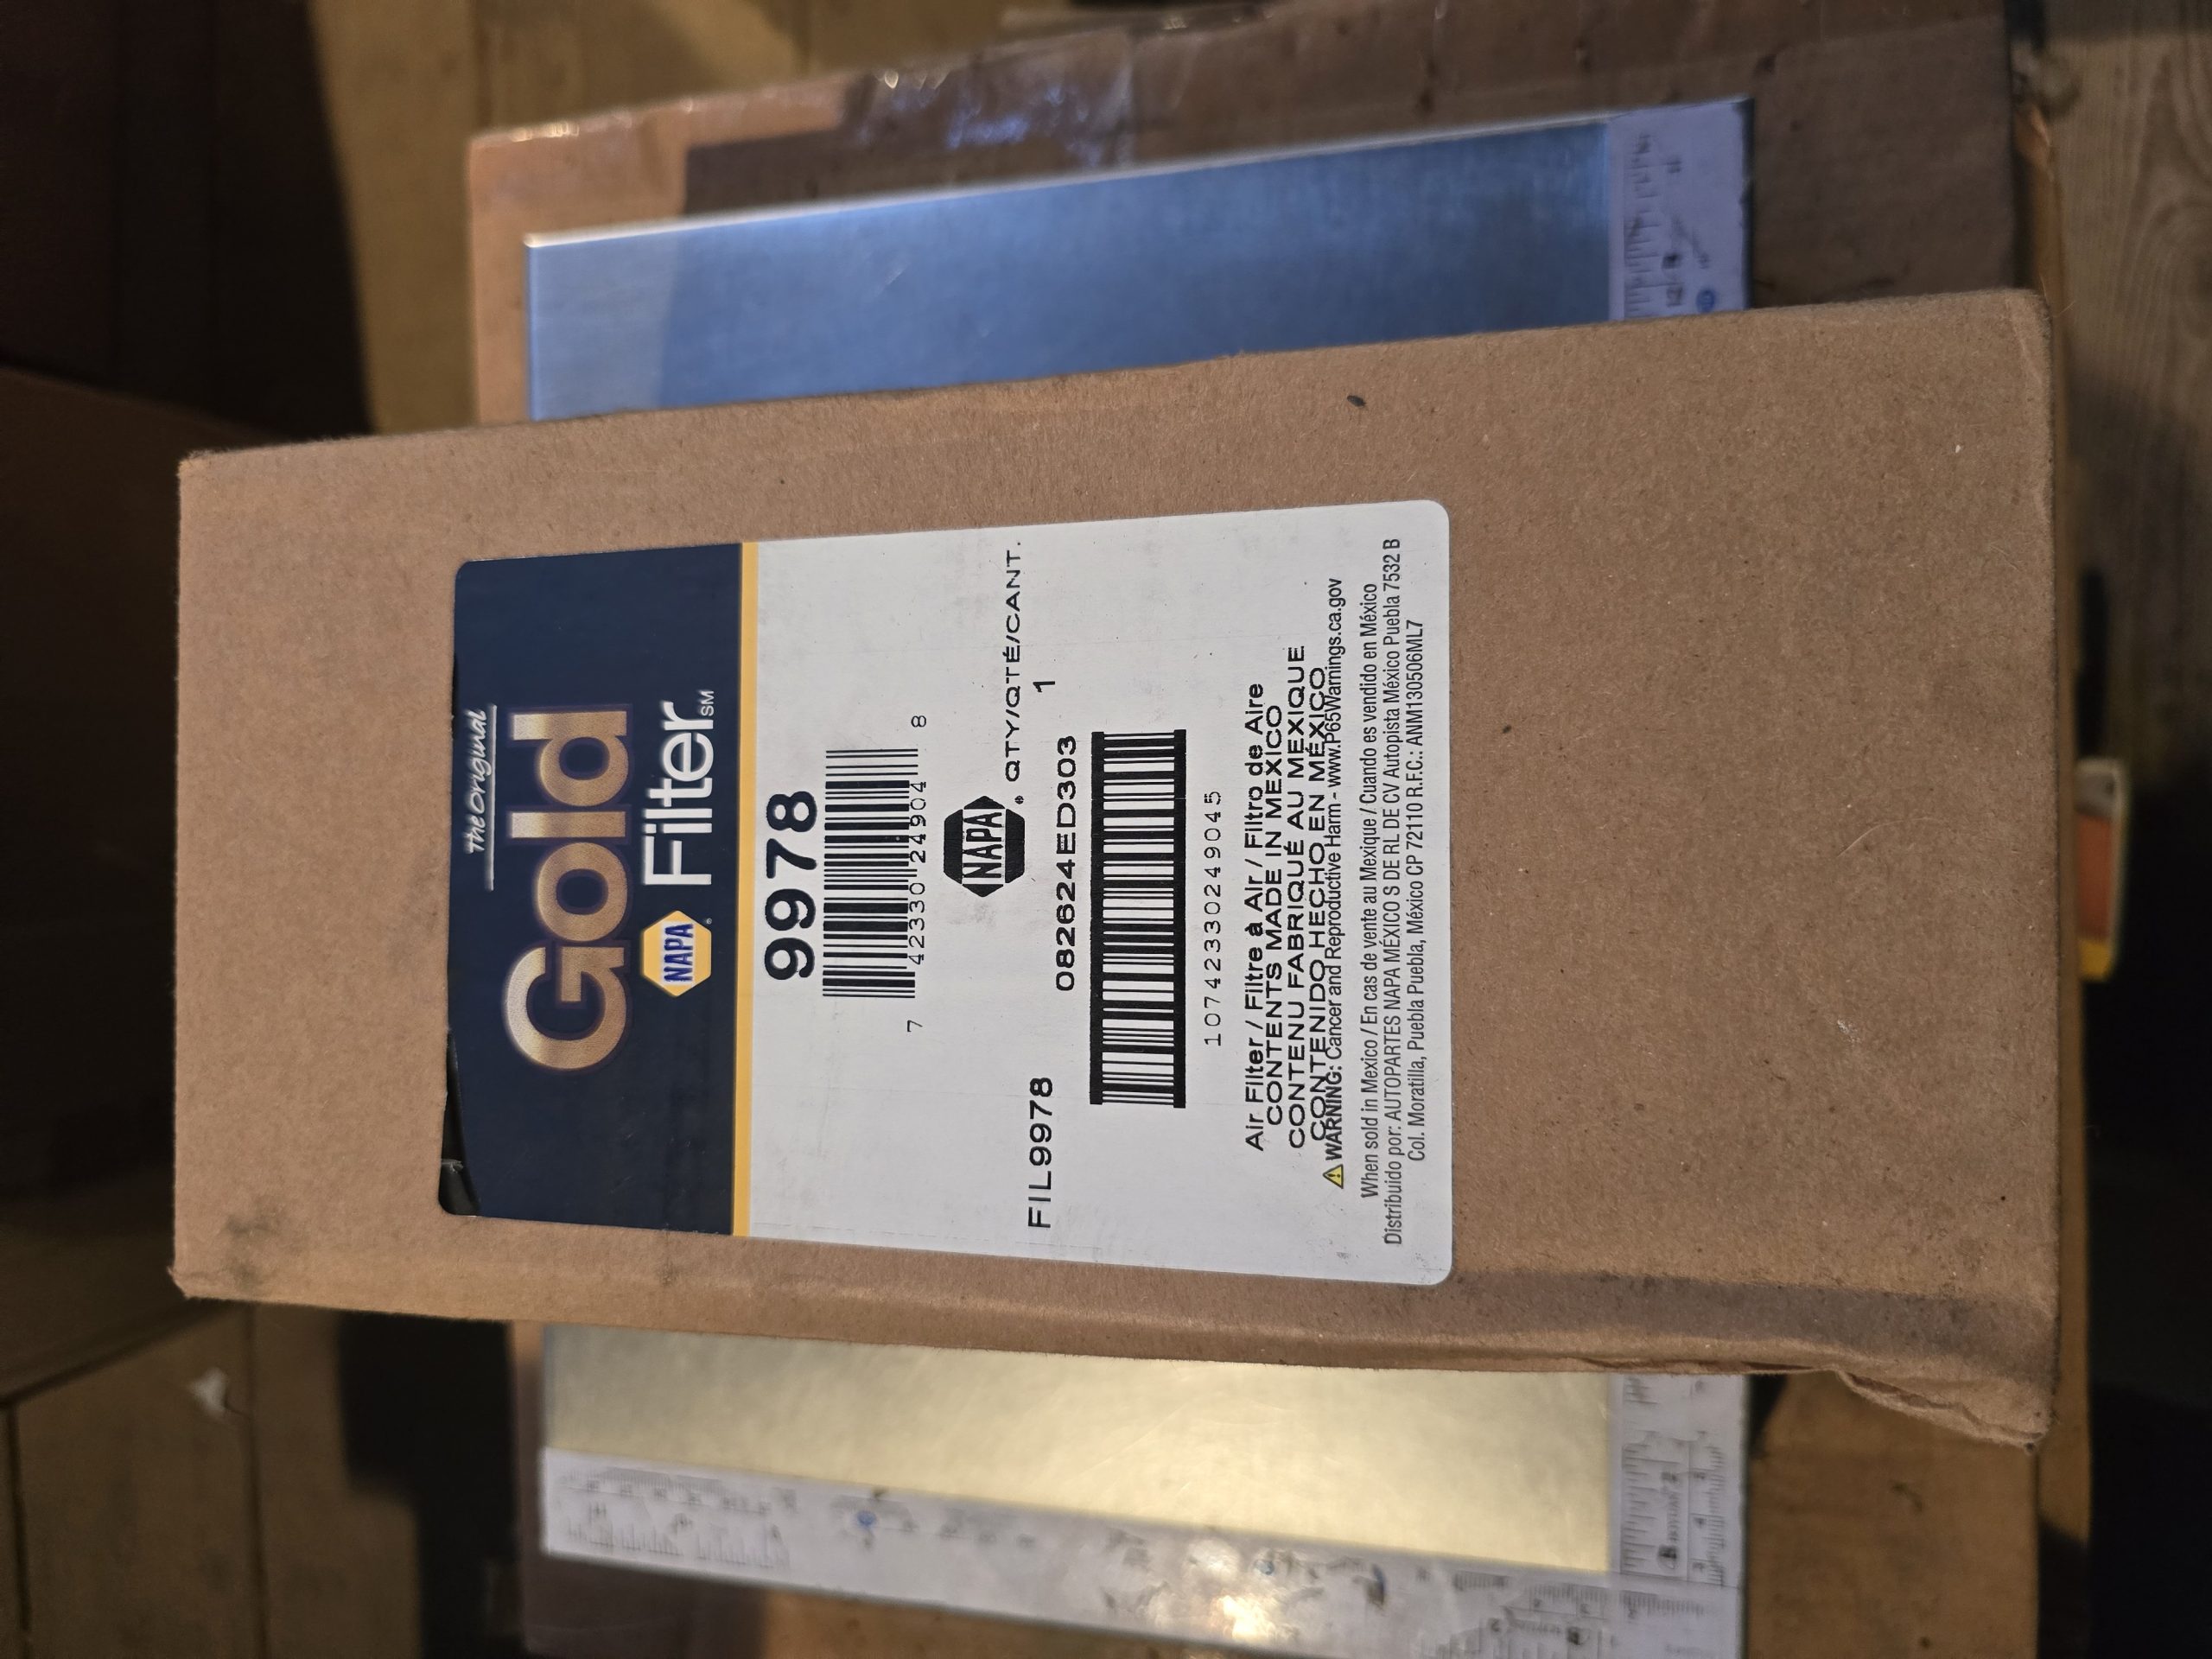 The Original
Gold
NAPA® FilterSM
9978
7 42330 24904 8
NAPA®
QTY/QTÉ/CANT.
FIL9978 1
082624ED303
10742330249045
Air Filter / Filtre à Air / Filtro de Aire
CONTENTS MADE IN MEXICO
CONTENU FABRIQUÉ AU MEXIQUE
CONTENIDO HECHO EN MÉXICO
⚠WARNING: Cancer and Reproductive Harm - www.P65Warnings.ca.gov
When sold in Mexico / En cas de vente au Mexique / Cuando es vendido en México
Distribuido por: AUTOPARTES NAPA MÉXICO S DE RL DE CV Autopista México Puebla 7532 B
Col. Moratilla, Puebla Puebla, México CP 72110 R.F.C.: ANM130506ML7